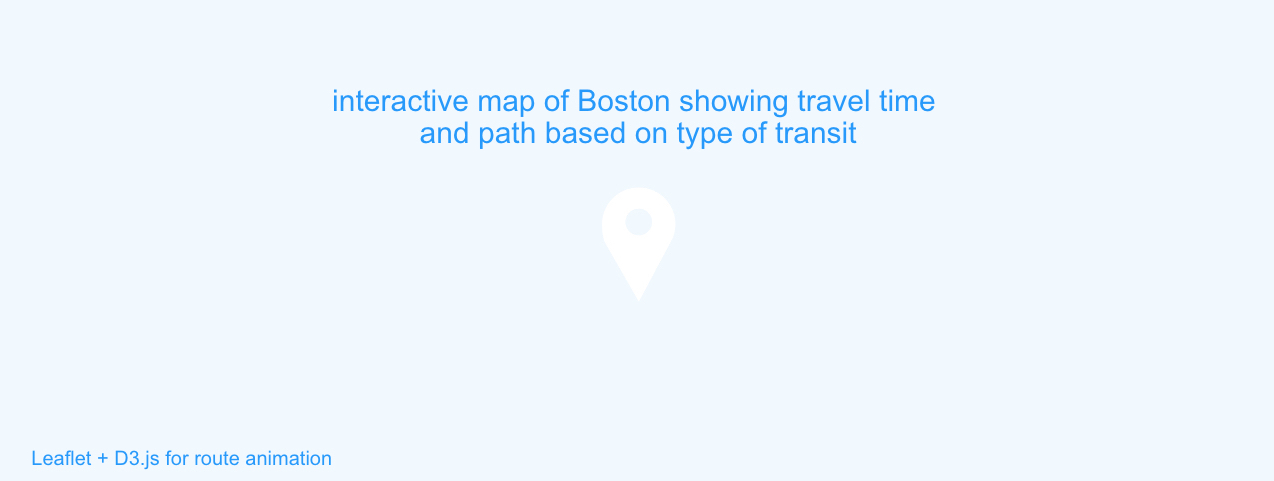 interactive map of Boston showing travel time
and path based on type of transit
Leaflet + D3.js for route animation